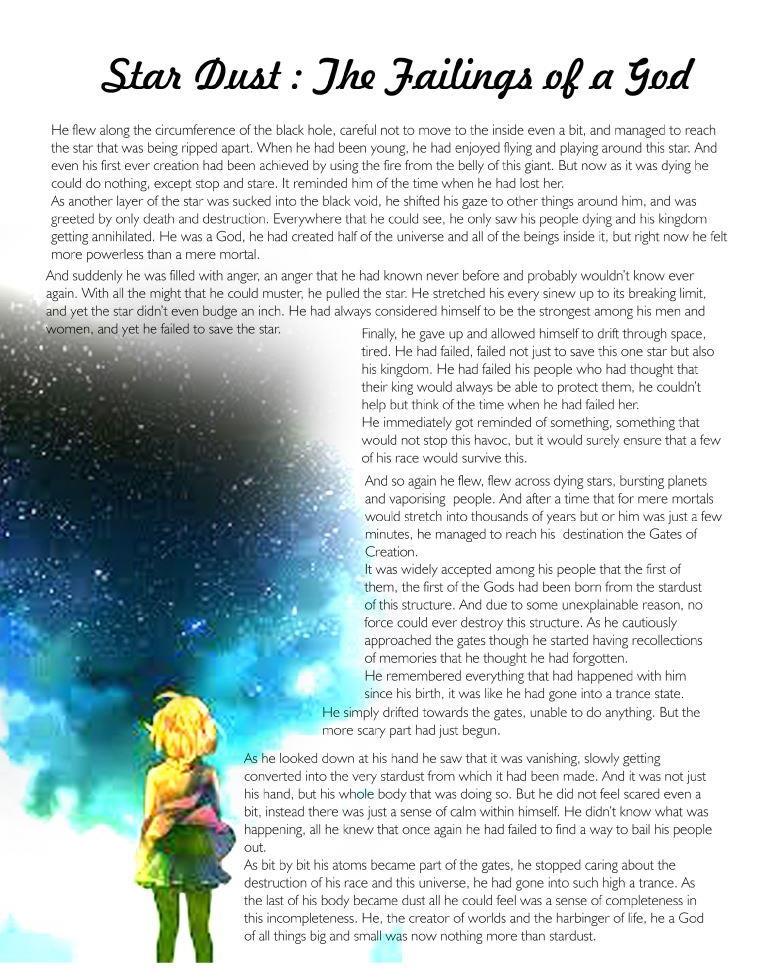 Star Dust : The Failings of a God
He flew along the circumference of the black hole, careful not to move to the inside even a bit, and managed to reach
the star that was being ripped apart. When he had been young, he had enjoyed flying and playing around this star. And
even his first ever creation had been achieved by using the fire from the belly of this giant. But now as it was dying he
could do nothing, except stop and stare. It reminded him of the time when he had lost her.
As another layer of the star was sucked into the black void, he shifted his gaze to other things around him, and was
greeted by only death and destruction. Everywhere that he could see, he only saw his people dying and his kingdom
getting annihilated. He was a God, he had created half of the universe and all of the beings inside it, but right now he felt
more powerless than a mere mortal.
And suddenly he was filled with anger, an anger that he had known never before and probably wouldn't know ever
again. With all the might that he could muster, he pulled the star. He stretched his every sinew up to its breaking limit,
and yet the star didn't even budge an inch. He had always considered himself to be the strongest among his men and
women, and yet he failed to save the star.
Finally, he gave up and allowed himself to drift through space,
tired. He had failed, failed not just to save this one star but also
his kingdom. He had failed his people who had thought that
their king would always be able to protect them, he couldn't
help but think of the time when he had failed her.
He immediately got reminded of something, something that
would not stop this havoc, but it would surely ensure that a few
of his race would survive this.
And so again he flew, flew across dying stars, bursting planets
and vaporising people. And after a time that for mere mortals
would stretch into thousands of years but or him was just a few
minutes, he managed to reach his destination the Gates of
Creation.
It was widely accepted among his people that the first of
them, the first of the Gods had been born from the stardust
of this structure. And due to some unexplainable reason, no
force could ever destroy this structure. As he cautiously
approached the gates though he started having recollections
of memories that he thought he had forgotten.
He remembered everything that had happened with him
since his birth, it was like he had gone into a trance state.
He simply drifted towards the gates, unable to do anything. But the
more scary part had just begun.
As he looked down at his hand he saw that it was vanishing, slowly getting
converted into the very stardust from which it had been made. And it was not just
his hand, but his whole body that was doing so. But he did not feel scared even a
bit, instead there was just a sense of calm within himself. He didn't know what was
happening, all he knew that once again he had failed to find a way to bail his people
out.
As bit by bit his atoms became part of the gates, he stopped caring about the
destruction of his race and this universe, he had gone into such high a trance. As
the last of his body became dust all he could feel was a sense of completeness in
this incompleteness. He, the creator of worlds and the harbinger of life, he a God
of all things big and small was now nothing more than stardust.